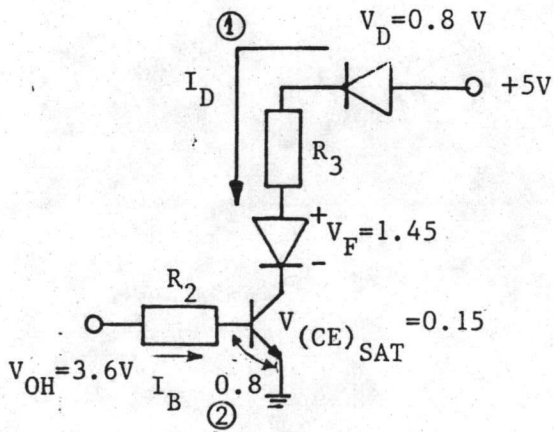 ①
V_D=0.8 V
I_D
+5V
R_3
+
V_F=1.45
-
R_2
V_(CE)_SAT =0.15
V_OH=3.6V
I_B
0.8
②